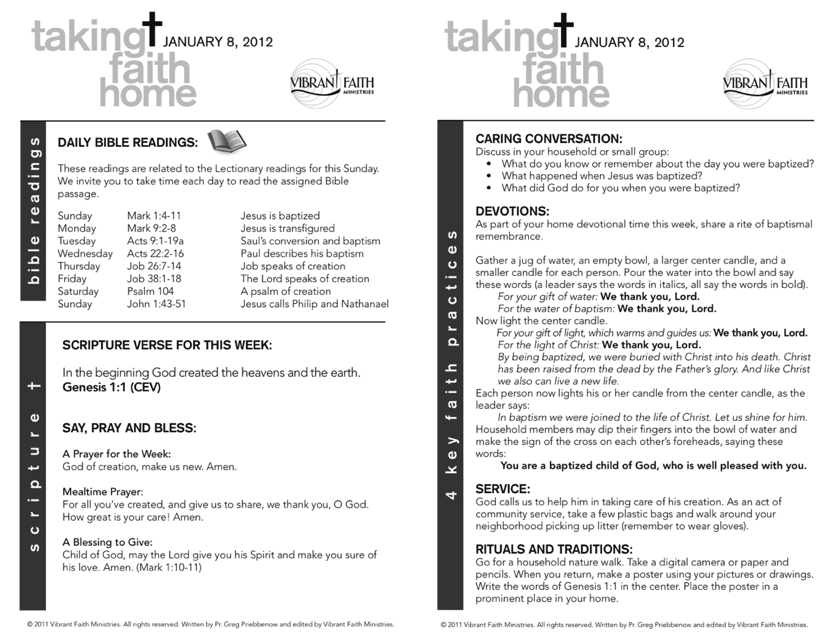 taking
JANUARY 8, 2012
faith
home
VIBRANT FAITH
MINISTRIES
bible readings
DAILY BIBLE READINGS:
These readings are related to the Lectionary readings for this Sunday.
We invite you to take time each day to read the assigned Bible
passage.
Sunday Mark 1:4-11 Jesus is baptized
Monday Mark 9:2-8 Jesus is transfigured
Tuesday Acts 9:1-19a Saul's conversion and baptism
Wednesday Acts 22:2-16 Paul describes his baptism
Thursday Job 26:7-14 Job speaks of creation
Friday Job 38:1-18 The Lord speaks of creation
Saturday Psalm 104 A psalm of creation
Sunday John 1:43-51 Jesus calls Philip and Nathanael
scripture †
SCRIPTURE VERSE FOR THIS WEEK:
In the beginning God created the heavens and the earth.
Genesis 1:1 (CEV)
SAY, PRAY AND BLESS:
A Prayer for the Week:
God of creation, make us new. Amen.
Mealtime Prayer:
For all you've created, and give us to share, we thank you, O God.
How great is your care! Amen.
A Blessing to Give:
Child of God, may the Lord give you his Spirit and make you sure of
his love. Amen. (Mark 1:10-11)
© 2011 Vibrant Faith Ministries. All rights reserved. Written by Pr. Greg Priebbenow and edited by Vibrant Faith Ministries.
taking
JANUARY 8, 2012
faith
home
VIBRANT FAITH
MINISTRIES
4 key faith practices
CARING CONVERSATION:
Discuss in your household or small group:
• What do you know or remember about the day you were baptized?
• What happened when Jesus was baptized?
• What did God do for you when you were baptized?
DEVOTIONS:
As part of your home devotional time this week, share a rite of baptismal
remembrance.
Gather a jug of water, an empty bowl, a larger center candle, and a
smaller candle for each person. Pour the water into the bowl and say
these words (a leader says the words in italics, all say the words in bold).
For your gift of water: We thank you, Lord.
For the water of baptism: We thank you, Lord.
Now light the center candle.
For your gift of light, which warms and guides us: We thank you, Lord.
For the light of Christ: We thank you, Lord.
By being baptized, we were buried with Christ into his death. Christ
has been raised from the dead by the Father's glory. And like Christ
we also can live a new life.
Each person now lights his or her candle from the center candle, as the
leader says:
In baptism we were joined to the life of Christ. Let us shine for him.
Household members may dip their fingers into the bowl of water and
make the sign of the cross on each other's foreheads, saying these
words:
You are a baptized child of God, who is well pleased with you.
SERVICE:
God calls us to help him in taking care of his creation. As an act of
community service, take a few plastic bags and walk around your
neighborhood picking up litter (remember to wear gloves).
RITUALS AND TRADITIONS:
Go for a household nature walk. Take a digital camera or paper and
pencils. When you return, make a poster using your pictures or drawings.
Write the words of Genesis 1:1 in the center. Place the poster in a
prominent place in your home.
© 2011 Vibrant Faith Ministries. All rights reserved. Written by Pr. Greg Priebbenow and edited by Vibrant Faith Ministries.